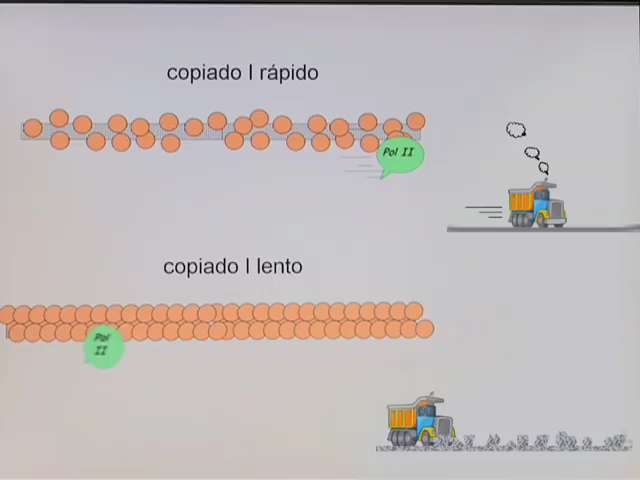 copiado I rápido
Pol II
copiado I lento
Pol
II